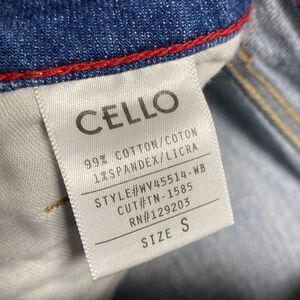 CELLO
99% COTTON/COTON
1%SPANDEX/LICRA
STYLE#WV45514-WB
CUT#TN-1585
RN#129203
SIZE S